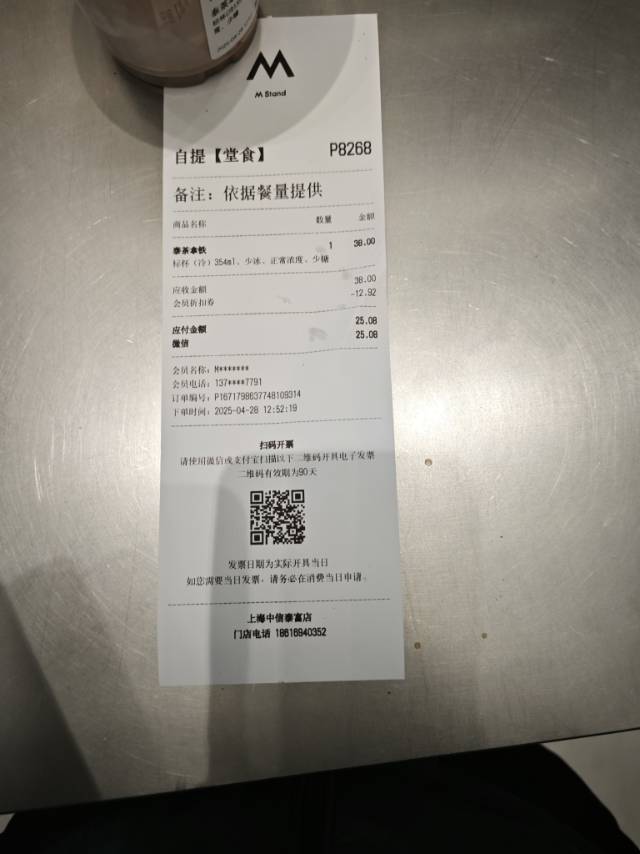 M Stand
自提【堂食】 P8268
备注：依据餐量提供
商品名称 数量 金额
泰茶拿铁 1 38.00
标杯（冷）354ml、少冰、正常浓度、少糖
应收金额 38.00
会员折扣券 -12.92
应付金额 25.08
微信 25.08
会员名称：M*******
会员电话：137****7791
订单编号：P1671798637748109314
下单时间：2025-04-28 12:52:19
扫码开票
请使用微信或支付宝扫描以下二维码开具电子发票
二维码有效期为90天
发票日期为实际开具当日
如您需要当日发票，请务必在消费当日申请。
上海中信泰富店
门店电话 18616940352